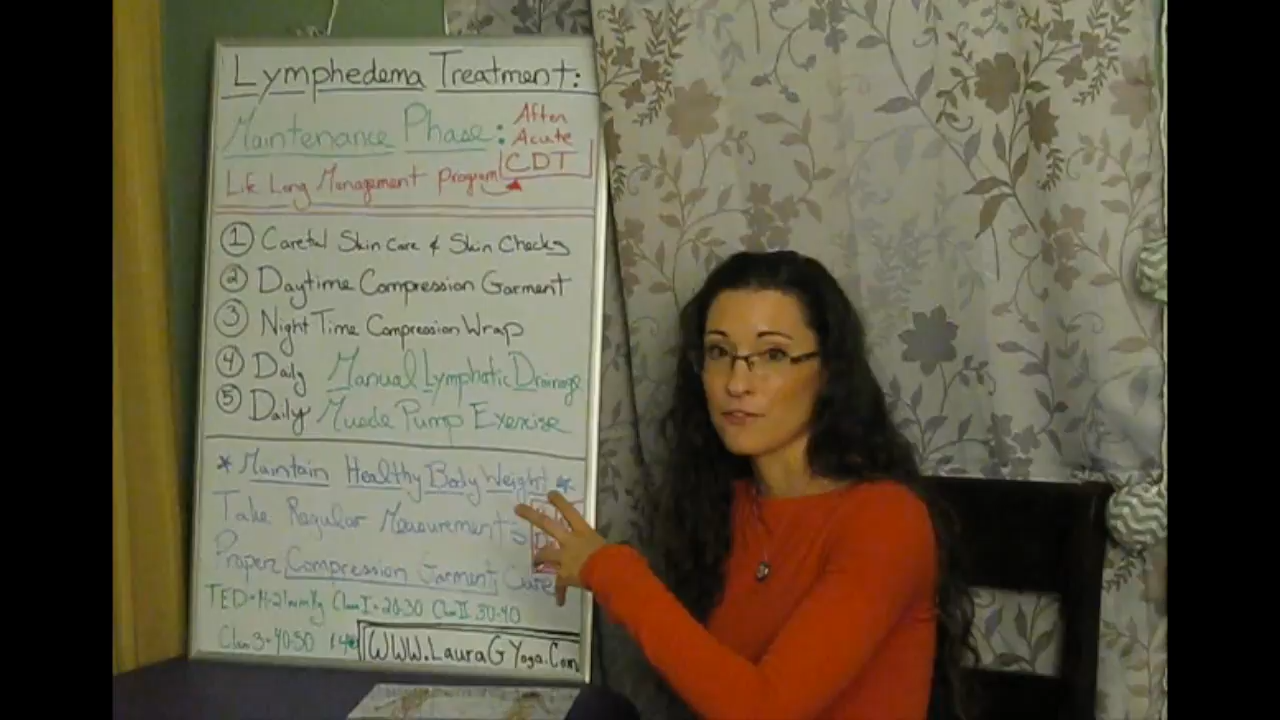 Lymphedema Treatment:
Maintenance Phase: After Acute CDT
Life Long Management Program
1 Careful Skin Care & Skin Checks
2 Daytime Compression Garment
3 Night Time Compression Wrap
4 Daily Manual Lymphatic Drainage
5 Daily Muscle Pump Exercise
* Maintain Healthy Body Weight *
Take Regular Measurements
Proper Compression Garment Care
TED= Class I=20-30 Class II 30-40
Class 3=40-50
WWW.LauraGYoga.Com